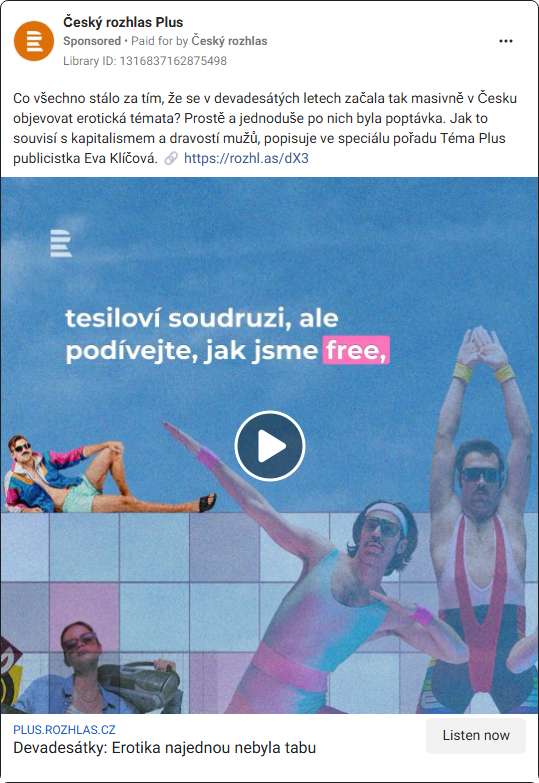 Český rozhlas Plus
Sponsored • Paid for by Český rozhlas
Library ID: 1316837162875498
Co všechno stálo za tím, že se v devadesátých letech začala tak masivně v Česku
objevovat erotická témata? Prostě a jednoduše po nich byla poptávka. Jak to
souvisí s kapitalismem a dravostí mužů, popisuje ve speciálu pořadu Téma Plus
publicistka Eva Klíčová. 🔗 https://rozhl.as/dX3
tesiloví soudruzi, ale
podívejte, jak jsme free,
PLUS.ROZHLAS.CZ
Devadesátky: Erotika najednou nebyla tabu
Listen now